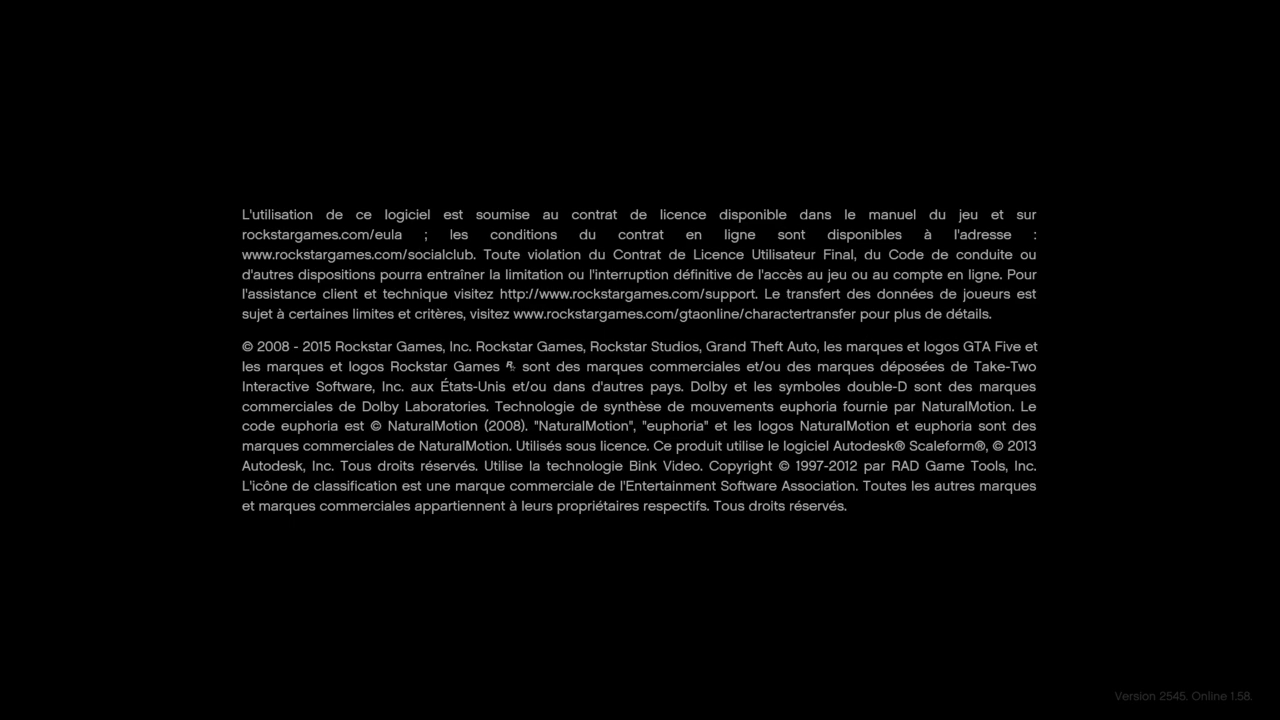 L'utilisation de ce logiciel est soumise au contrat de licence disponible dans le manuel du jeu et sur
rockstargames.com/eula ; les conditions du contrat en ligne sont disponibles à l'adresse :
www.rockstargames.com/socialclub. Toute violation du Contrat de Licence Utilisateur Final, du Code de conduite ou
d'autres dispositions pourra entraîner la limitation ou l'interruption définitive de l'accès au jeu ou au compte en ligne. Pour
l'assistance client et technique visitez http://www.rockstargames.com/support. Le transfert des données de joueurs est
sujet à certaines limites et critères, visitez www.rockstargames.com/gtaonline/charactertransfer pour plus de détails.
© 2008 - 2015 Rockstar Games, Inc. Rockstar Games, Rockstar Studios, Grand Theft Auto, les marques et logos GTA Five et
les marques et logos Rockstar Games R* sont des marques commerciales et/ou des marques déposées de Take-Two
Interactive Software, Inc. aux États-Unis et/ou dans d'autres pays. Dolby et les symboles double-D sont des marques
commerciales de Dolby Laboratories. Technologie de synthèse de mouvements euphoria fournie par NaturalMotion. Le
code euphoria est © NaturalMotion (2008). "NaturalMotion", "euphoria" et les logos NaturalMotion et euphoria sont des
marques commerciales de NaturalMotion. Utilisés sous licence. Ce produit utilise le logiciel Autodesk® Scaleform®, © 2013
Autodesk, Inc. Tous droits réservés. Utilise la technologie Bink Video. Copyright © 1997-2012 par RAD Game Tools, Inc.
L'icône de classification est une marque commerciale de l'Entertainment Software Association. Toutes les autres marques
et marques commerciales appartiennent à leurs propriétaires respectifs. Tous droits réservés.
Version 2545. Online 1.58.